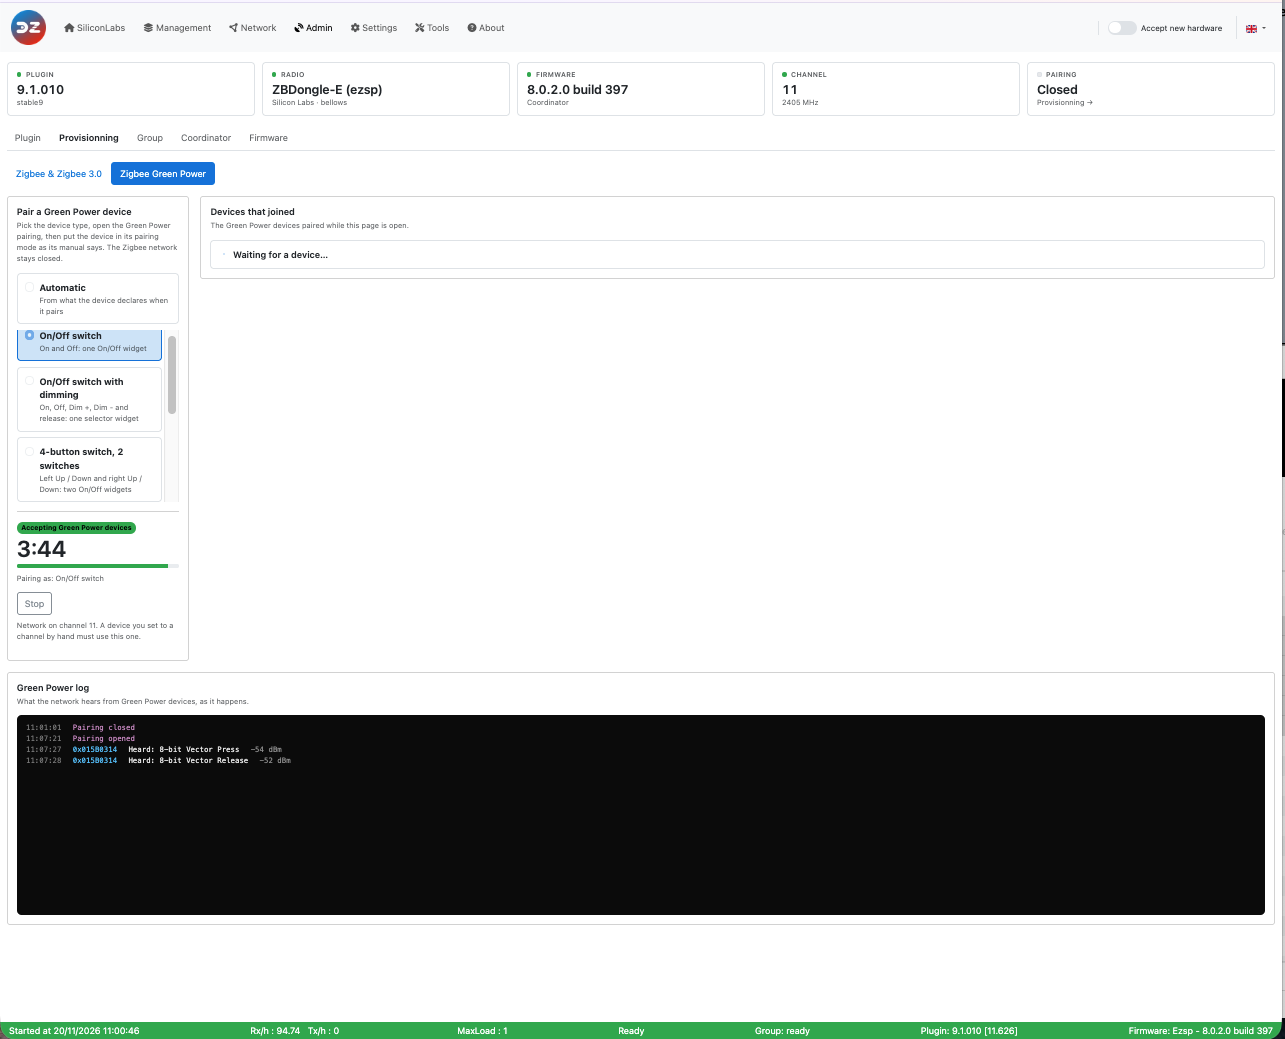 SiliconLabs
Management
Network
Admin
Settings
Tools
About
Accept new hardware
PLUGIN
9.1.010
stable9
RADIO
ZBDongle-E (ezsp)
Silicon Labs · bellows
FIRMWARE
8.0.2.0 build 397
Coordinator
CHANNEL
11
2405 MHz
PAIRING
Closed
Provisionning →
Plugin
Provisionning
Group
Coordinator
Firmware
Zigbee & Zigbee 3.0
Zigbee Green Power
Pair a Green Power device
Pick the device type, open the Green Power
pairing, then put the device in its pairing
mode as its manual says. The Zigbee network
stays closed.
Automatic
From what the device declares when
it pairs
On/Off switch
On and Off: one On/Off widget
On/Off switch with
dimming
On, Off, Dim +, Dim - and
release: one selector widget
4-button switch, 2
switches
Left Up / Down and right Up /
Down: two On/Off widgets
Accepting Green Power devices
3:44
Pairing as: On/Off switch
Stop
Network on channel 11. A device you set to a
channel by hand must use this one.
Devices that joined
The Green Power devices paired while this page is open.
Waiting for a device...
Green Power log
What the network hears from Green Power devices, as it happens.
11:01:01 Pairing closed
11:07:21 Pairing opened
11:07:27 0x015B0314 Heard: 8-bit Vector Press -54 dBm
11:07:28 0x015B0314 Heard: 8-bit Vector Release -52 dBm
Started at 20/11/2026 11:00:46
Rx/h : 94.74 Tx/h : 0
MaxLoad : 1
Ready
Group: ready
Plugin: 9.1.010 [11.626]
Firmware: Ezsp - 8.0.2.0 build 397